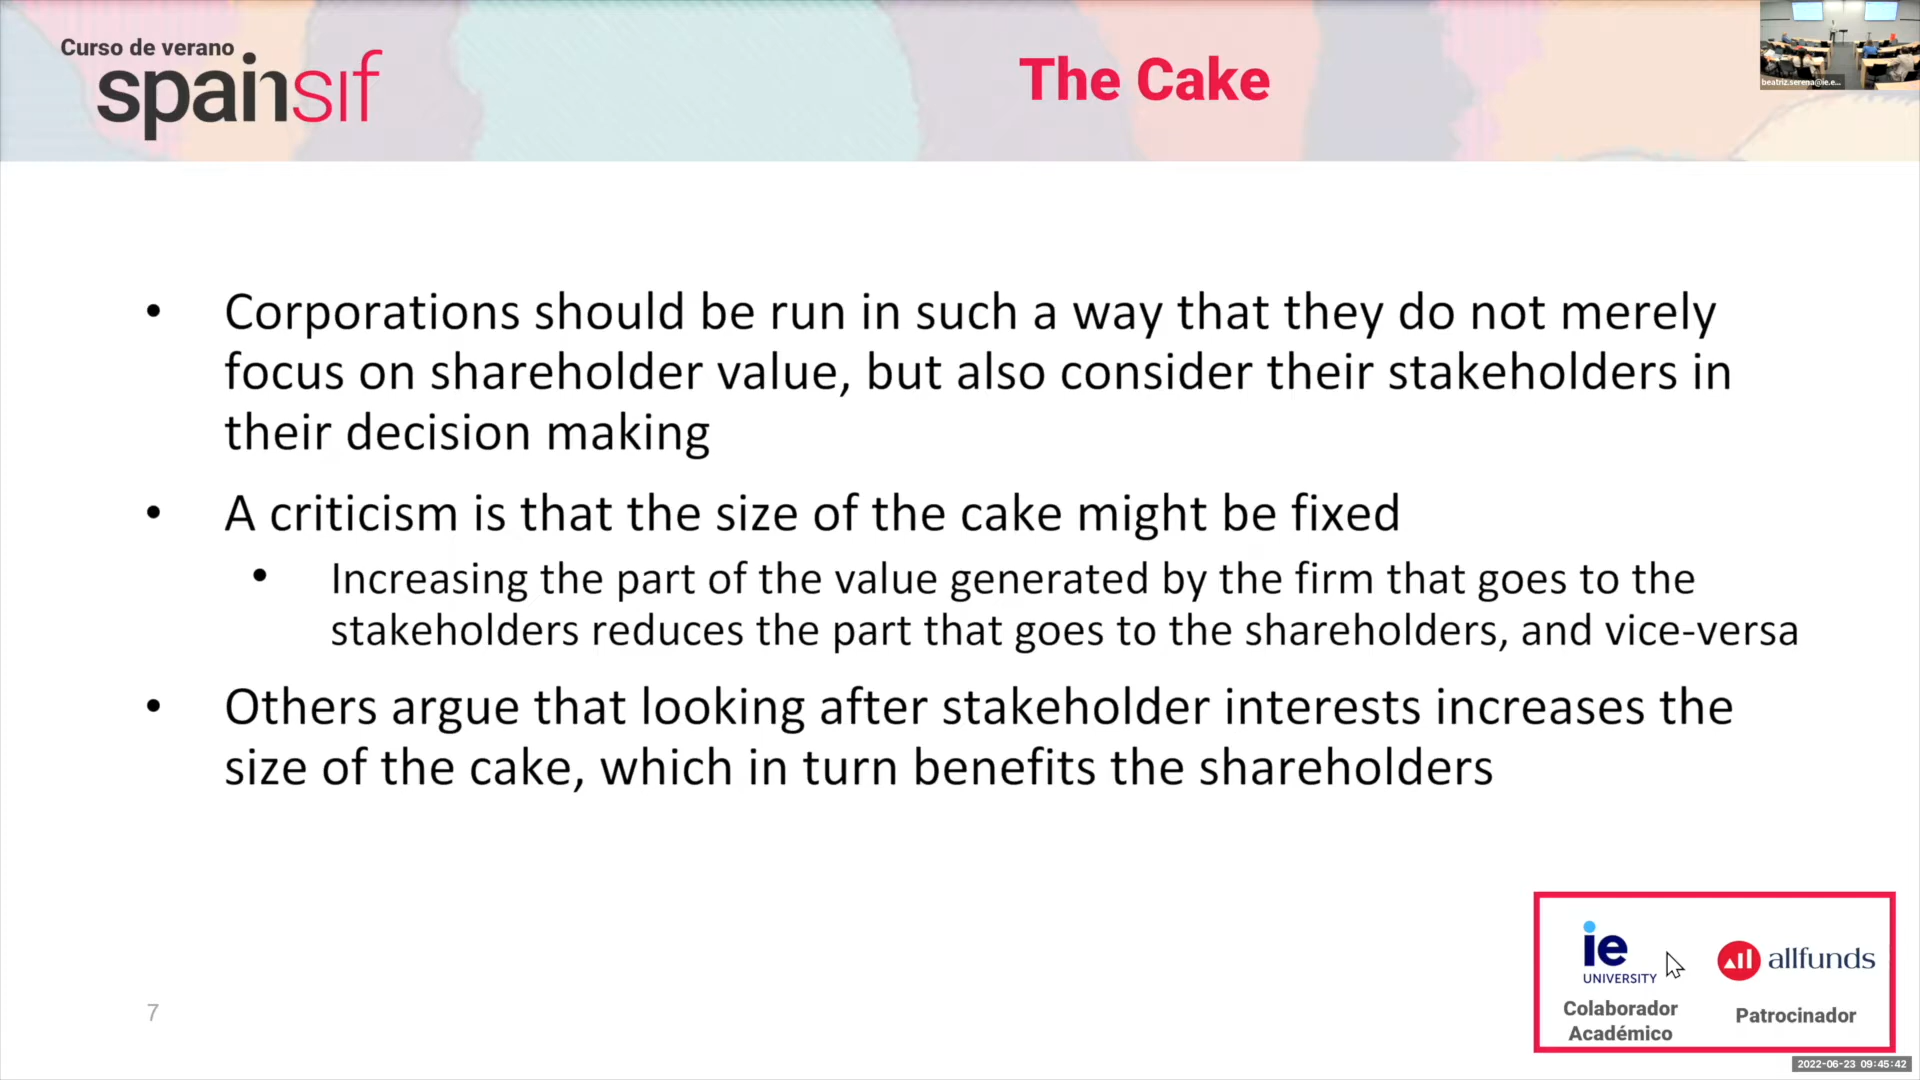 Curso de verano
spainsif
The Cake
beatriz.serena@ie.e...
• Corporations should be run in such a way that they do not merely
focus on shareholder value, but also consider their stakeholders in
their decision making
• A criticism is that the size of the cake might be fixed
• Increasing the part of the value generated by the firm that goes to the
stakeholders reduces the part that goes to the shareholders, and vice-versa
• Others argue that looking after stakeholder interests increases the
size of the cake, which in turn benefits the shareholders
ie
UNIVERSITY
allfunds
Colaborador
Académico
Patrocinador
7
2022-06-23 09:45:42